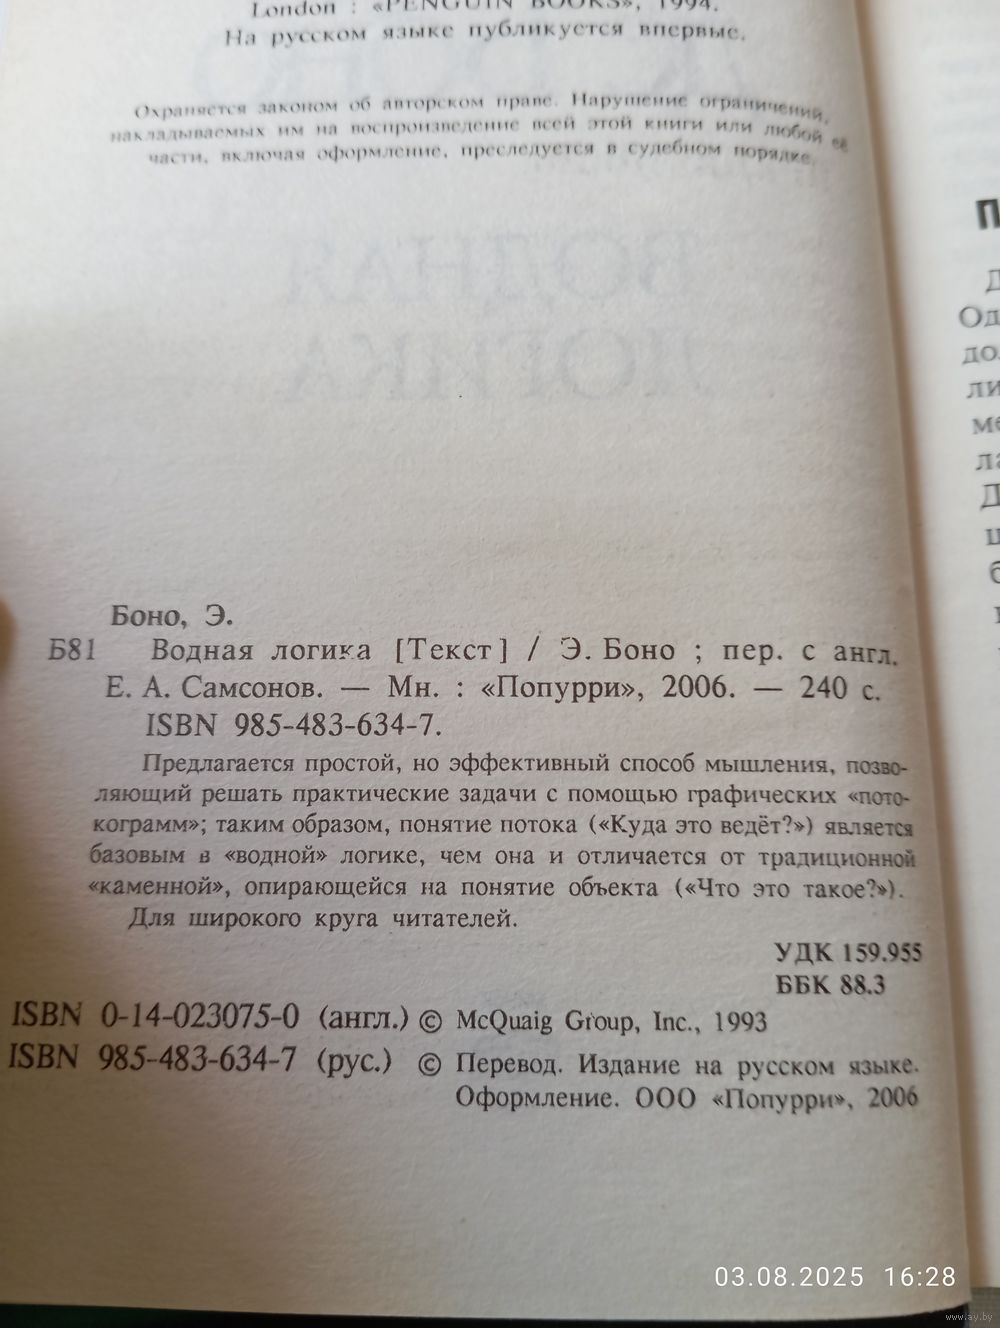 London : «PENGUIN BOOKS», 1994.
На русском языке публикуется впервые.
Охраняется законом об авторском праве. Нарушение ограничений,
накладываемых им на воспроизведение всей этой книги или любой её
части, включая оформление, преследуется в судебном порядке.
ВОДНАЯ
ЛОГИКА
Боно, Э.
Б81 Водная логика [Текст] / Э. Боно ; пер. с англ.
Е. А. Самсонов. — Мн. : «Попурри», 2006. — 240 с.
ISBN 985-483-634-7.
Предлагается простой, но эффективный способ мышления, позво-
ляющий решать практические задачи с помощью графических «пото-
кограмм»; таким образом, понятие потока («Куда это ведёт?») является
базовым в «водной» логике, чем она и отличается от традиционной
«каменной», опирающейся на понятие объекта («Что это такое?»).
Для широкого круга читателей.
УДК 159.955
ББК 88.3
ISBN 0-14-023075-0 (англ.) © McQuaig Group, Inc., 1993
ISBN 985-483-634-7 (рус.) © Перевод. Издание на русском языке.
Оформление. ООО «Попурри», 2006
03.08.2025 16:28
www.ay.by